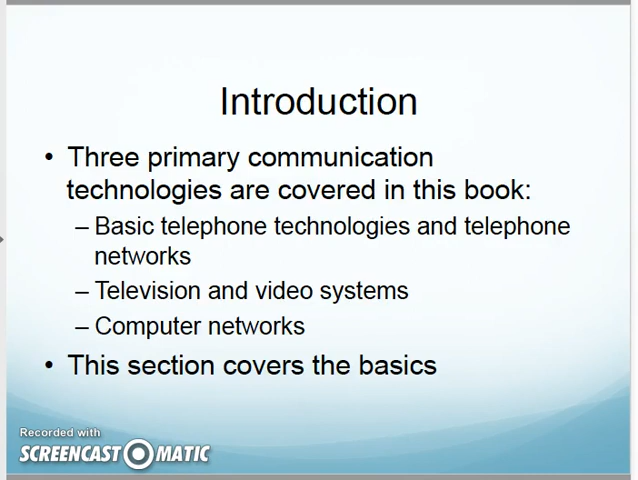 Introduction
• Three primary communication
technologies are covered in this book:
– Basic telephone technologies and telephone
networks
– Television and video systems
– Computer networks
• This section covers the basics
Recorded with
SCREENCAST MATIC